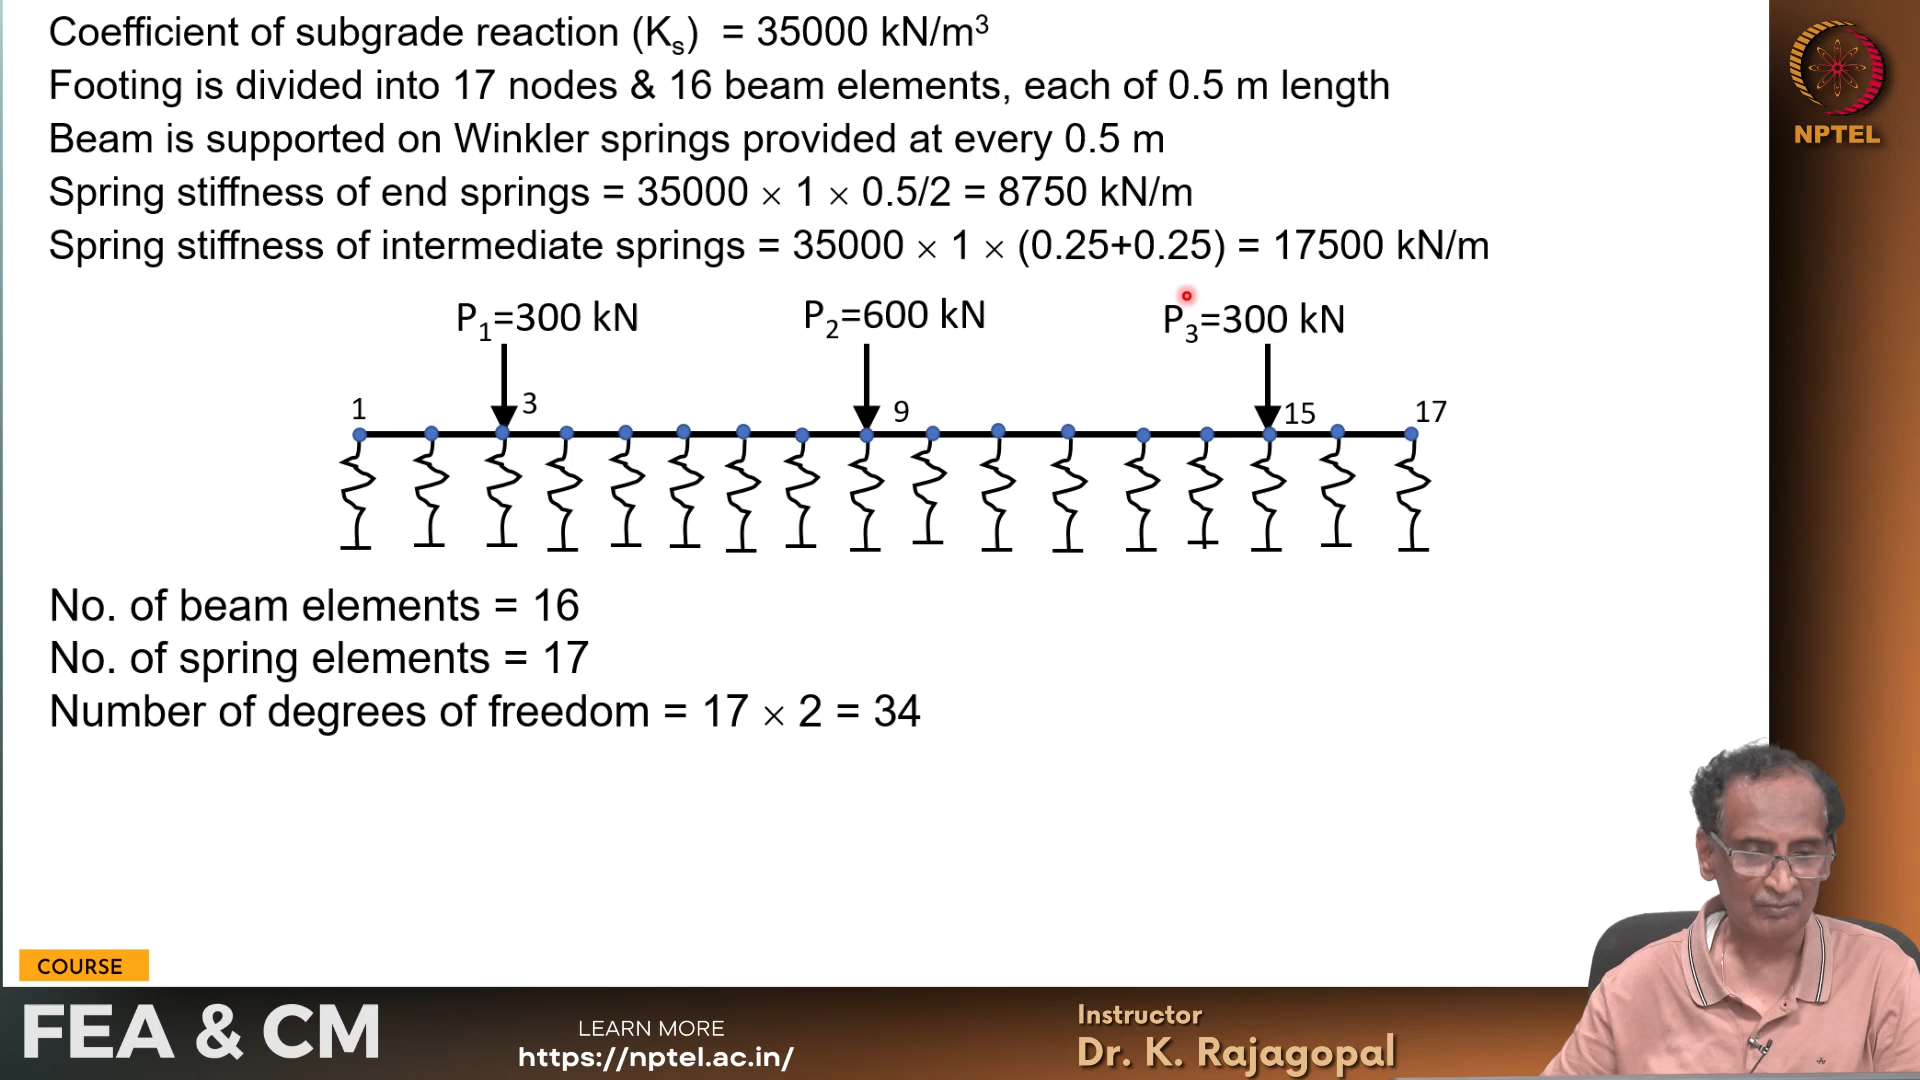 Coefficient of subgrade reaction (Kₛ) = 35000 kN/m³
Footing is divided into 17 nodes & 16 beam elements, each of 0.5 m length
Beam is supported on Winkler springs provided at every 0.5 m
Spring stiffness of end springs = 35000 × 1 × 0.5/2 = 8750 kN/m
Spring stiffness of intermediate springs = 35000 × 1 × (0.25+0.25) = 17500 kN/m
P₁=300 kN P₂=600 kN P₃=300 kN
1 3 9 15 17
No. of beam elements = 16
No. of spring elements = 17
Number of degrees of freedom = 17 × 2 = 34
NPTEL
COURSE
FEA & CM
LEARN MORE
https://nptel.ac.in/
Instructor
Dr. K. Rajagopal